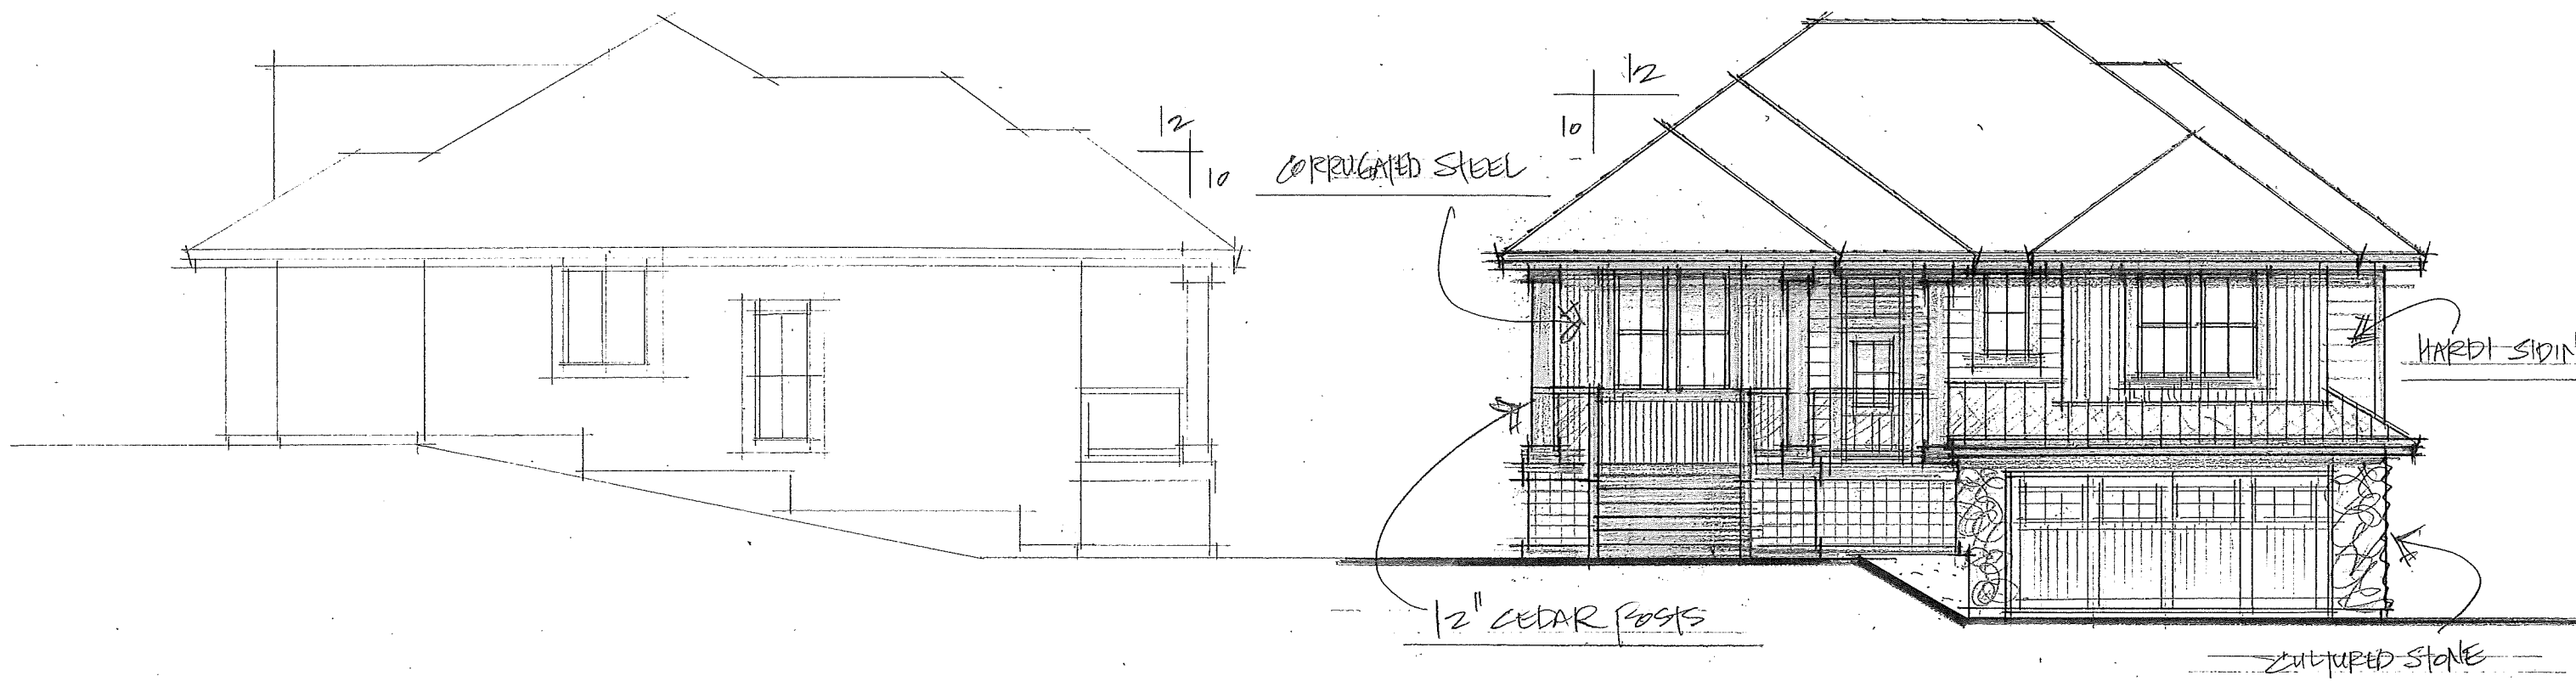 12
10
12
10
CORRUGATED STEEL
HARDI SIDIN
12" CEDAR POSTS
CULTURED STONE